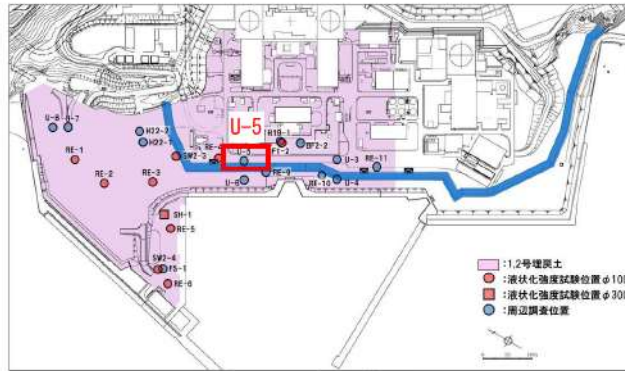 U-5
U-8
U-7
H22-2
H22-1
RE-1
RE-2
RE-3
SW2-3
RE-4
U-5
H19-1
F1-2
BF2-2
U-3
RE-11
U-6
RE-9
RE-10
U-4
SH-1
RE-5
SW2-4
FS-1
RE-6
:1,2号埋戻土
:液状化強度試験位置φ100
:液状化強度試験位置φ300
:周辺調査位置